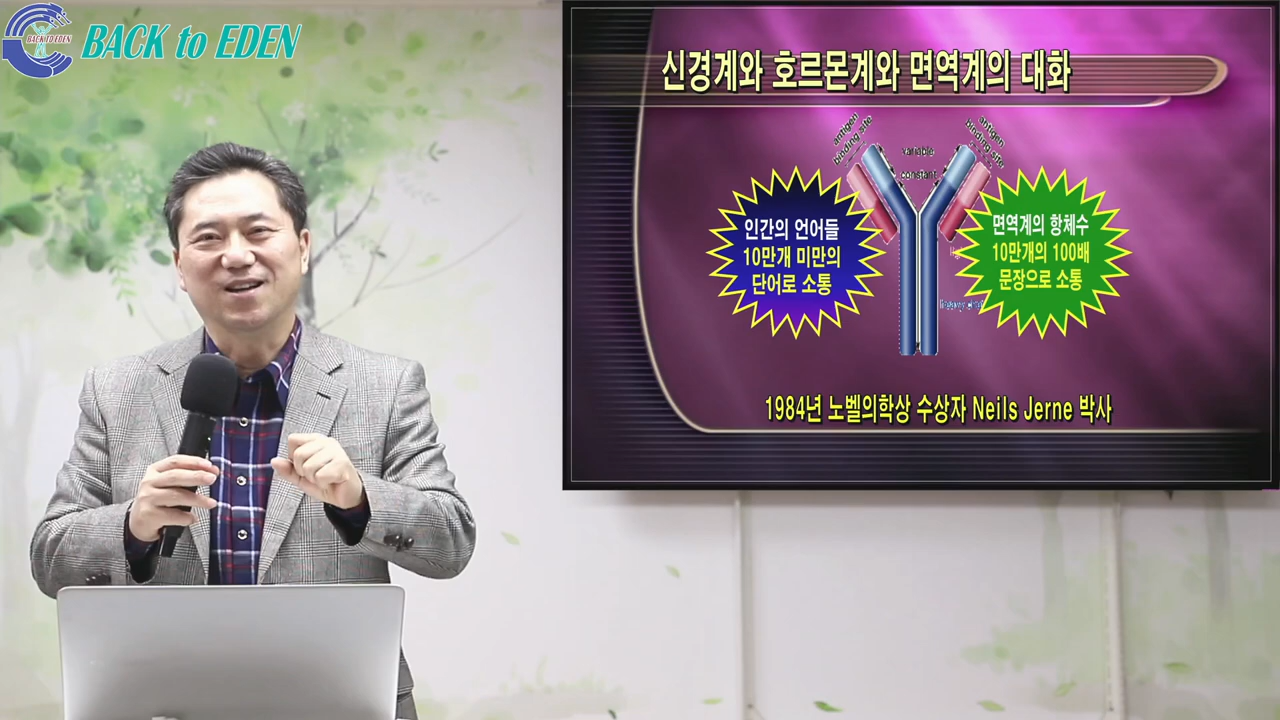 BACK TO EDEN
BACK to EDEN
신경계와 호르몬계와 면역계의 대화
antigen
binding site
antigen
binding site
variable
constant
인간의 언어들
10만개 미만의
단어로 소통
면역계의 항체수
10만개의 100배
문장으로 소통
1984년 노벨의학상 수상자 Neils Jerne 박사